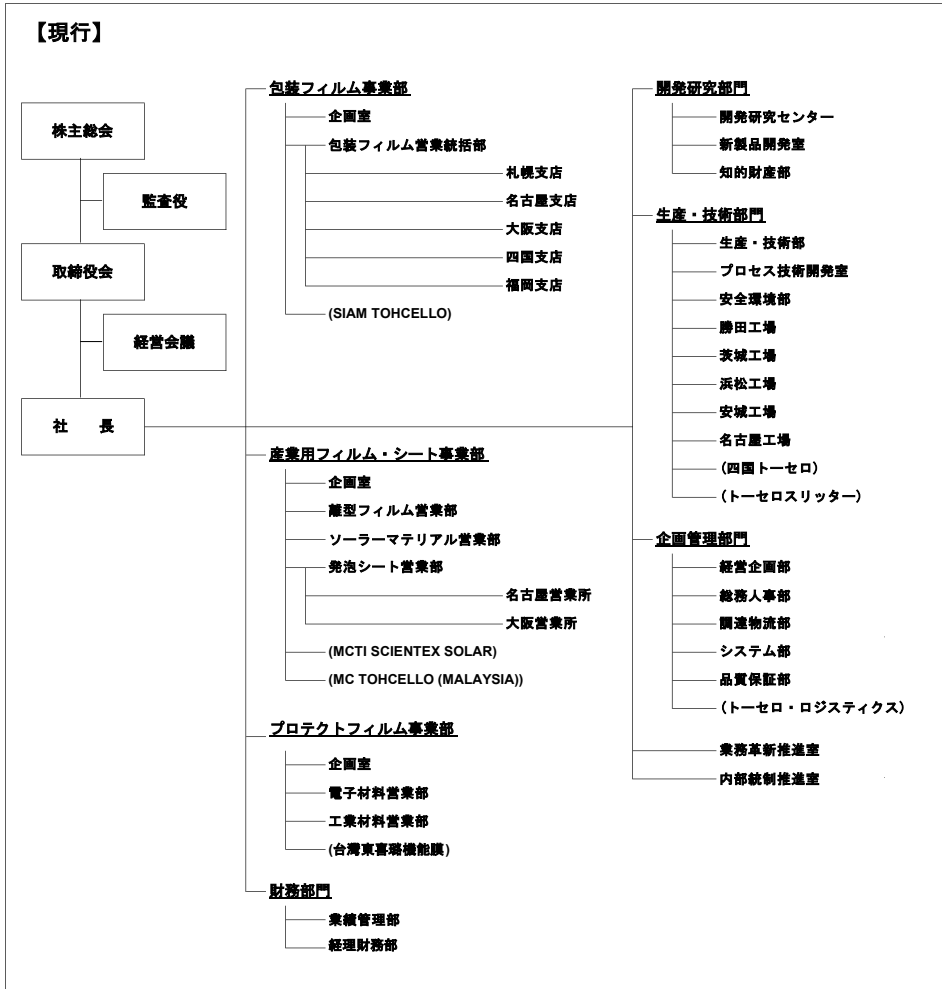 【現行】
株主総会
監査役
取締役会
経営会議
社　長
包装フィルム事業部
企画室
包装フィルム営業統括部
札幌支店
名古屋支店
大阪支店
四国支店
福岡支店
(SIAM TOHCELLO)
産業用フィルム・シート事業部
企画室
離型フィルム営業部
ソーラーマテリアル営業部
発泡シート営業部
名古屋営業所
大阪営業所
(MCTI SCIENTEX SOLAR)
(MC TOHCELLO (MALAYSIA))
プロテクトフィルム事業部
企画室
電子材料営業部
工業材料営業部
(台灣東喜璐機能膜)
財務部門
業績管理部
経理財務部
開発研究部門
開発研究センター
新製品開発室
知的財産部
生産・技術部門
生産・技術部
プロセス技術開発室
安全環境部
勝田工場
茨城工場
浜松工場
安城工場
名古屋工場
(四国トーセロ)
(トーセロスリッター)
企画管理部門
経営企画部
総務人事部
調達物流部
システム部
品質保証部
(トーセロ・ロジスティクス)
業務革新推進室
内部統制推進室